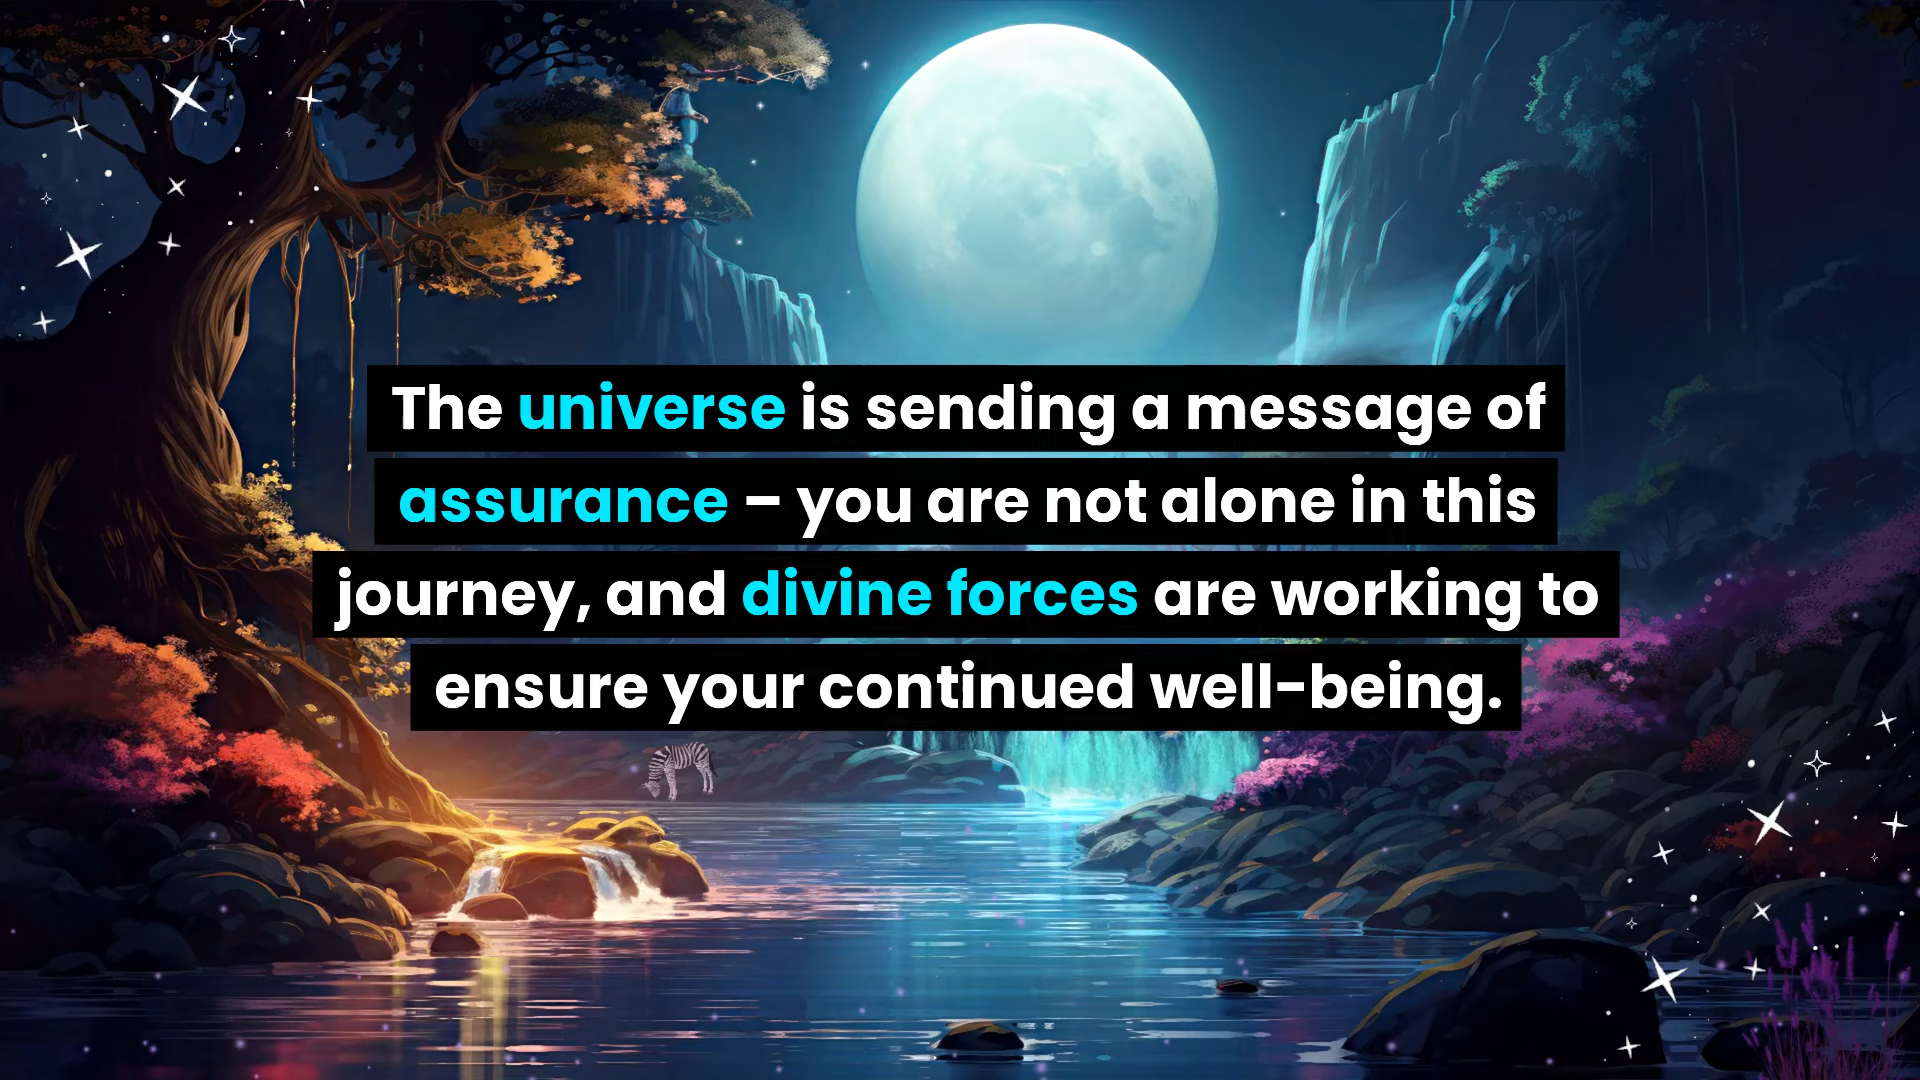 The universe is sending a message of
assurance – you are not alone in this
journey, and divine forces are working to
ensure your continued well-being.